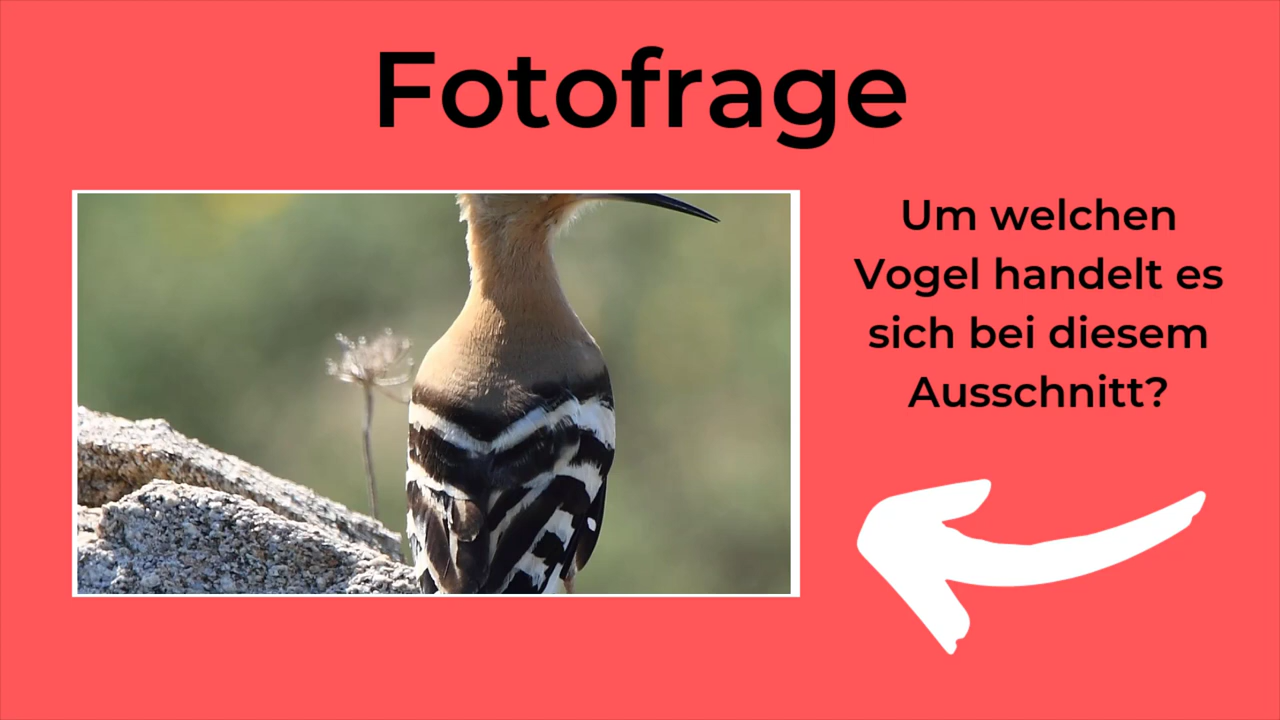 Fotofrage
Um welchen
Vogel handelt es
sich bei diesem
Ausschnitt?